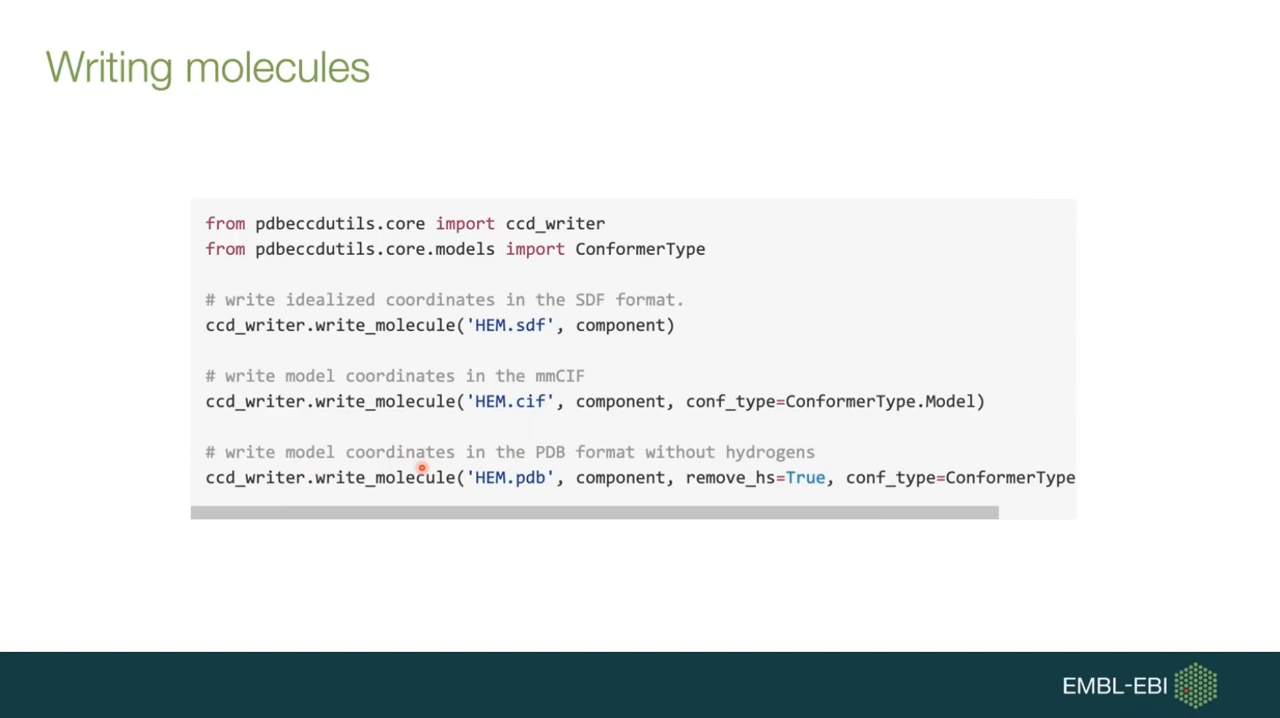 Writing molecules
from pdbeccdutils.core import ccd_writer
from pdbeccdutils.core.models import ConformerType
# write idealized coordinates in the SDF format.
ccd_writer.write_molecule('HEM.sdf', component)
# write model coordinates in the mmCIF
ccd_writer.write_molecule('HEM.cif', component, conf_type=ConformerType.Model)
# write model coordinates in the PDB format without hydrogens
ccd_writer.write_molecule('HEM.pdb', component, remove_hs=True, conf_type=ConformerType
EMBL-EBI